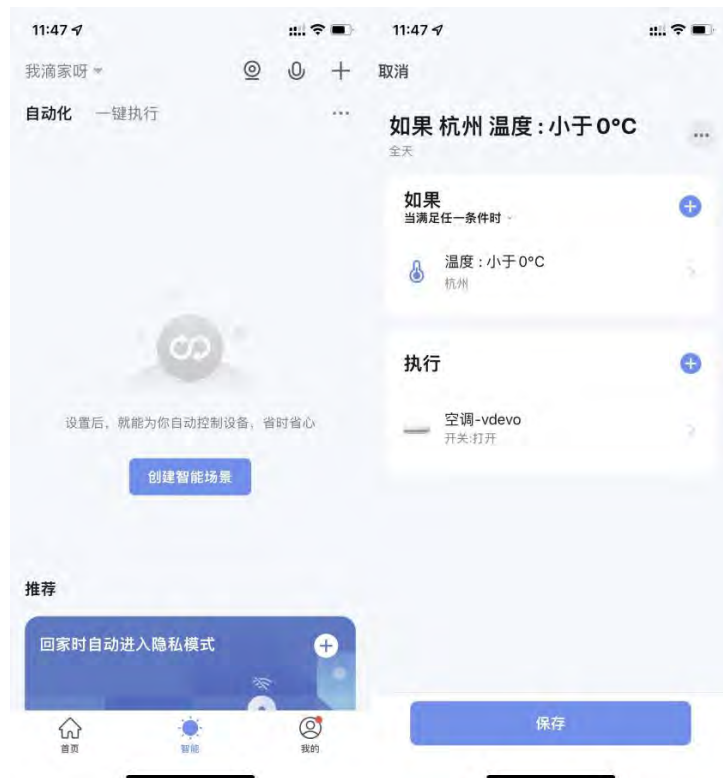 11:47
我滴家呀
自动化 一键执行
设置后，就能为你自动控制设备，省时省心
创建智能场景
推荐
回家时自动进入隐私模式
首页
智能
我的
11:47
取消
如果 杭州 温度 : 小于 0°C
全天
如果
当满足任一条件时
温度 : 小于 0°C
杭州
执行
空调-vdevo
开关:打开
保存